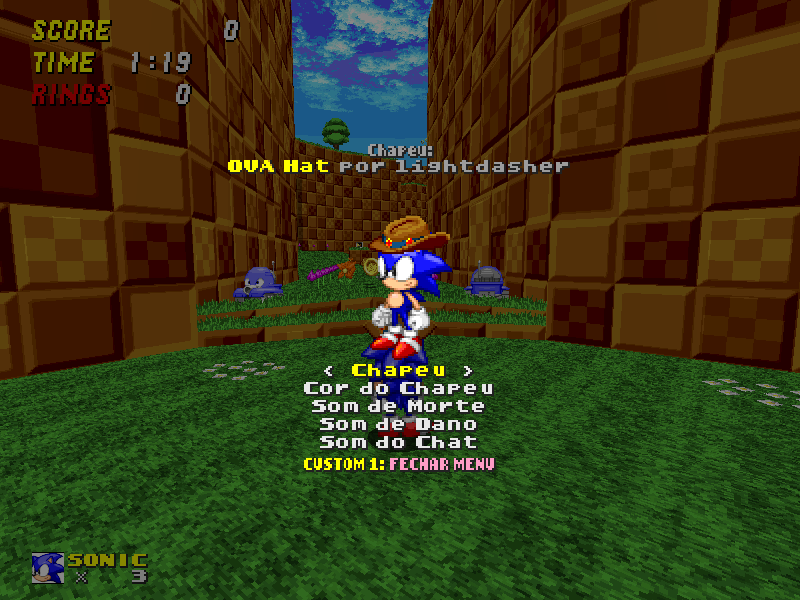 SCORE 0
TIME 1:19
RINGS 0
Chapeu:
OVA Hat por lightdasher
< Chapeu >
Cor do Chapeu
Som de Morte
Som de Dano
Som do Chat
CUSTOM 1: FECHAR MENU
SONIC
x 3